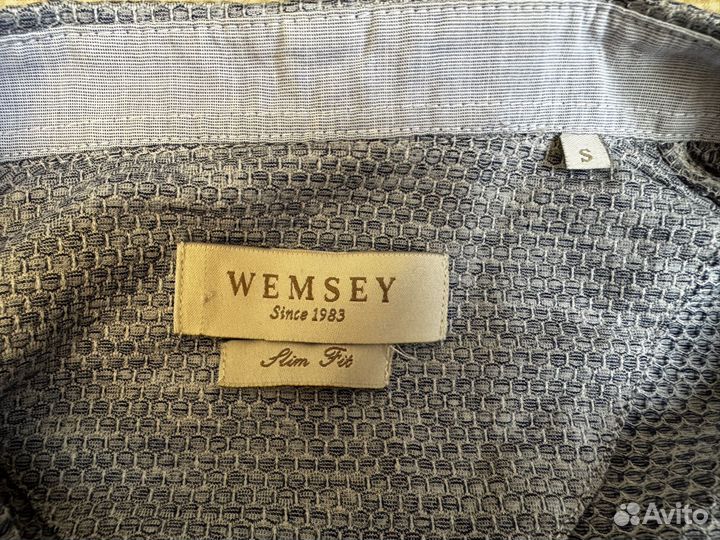 S
WEMSEY
Since 1983
Slim Fit
Avito